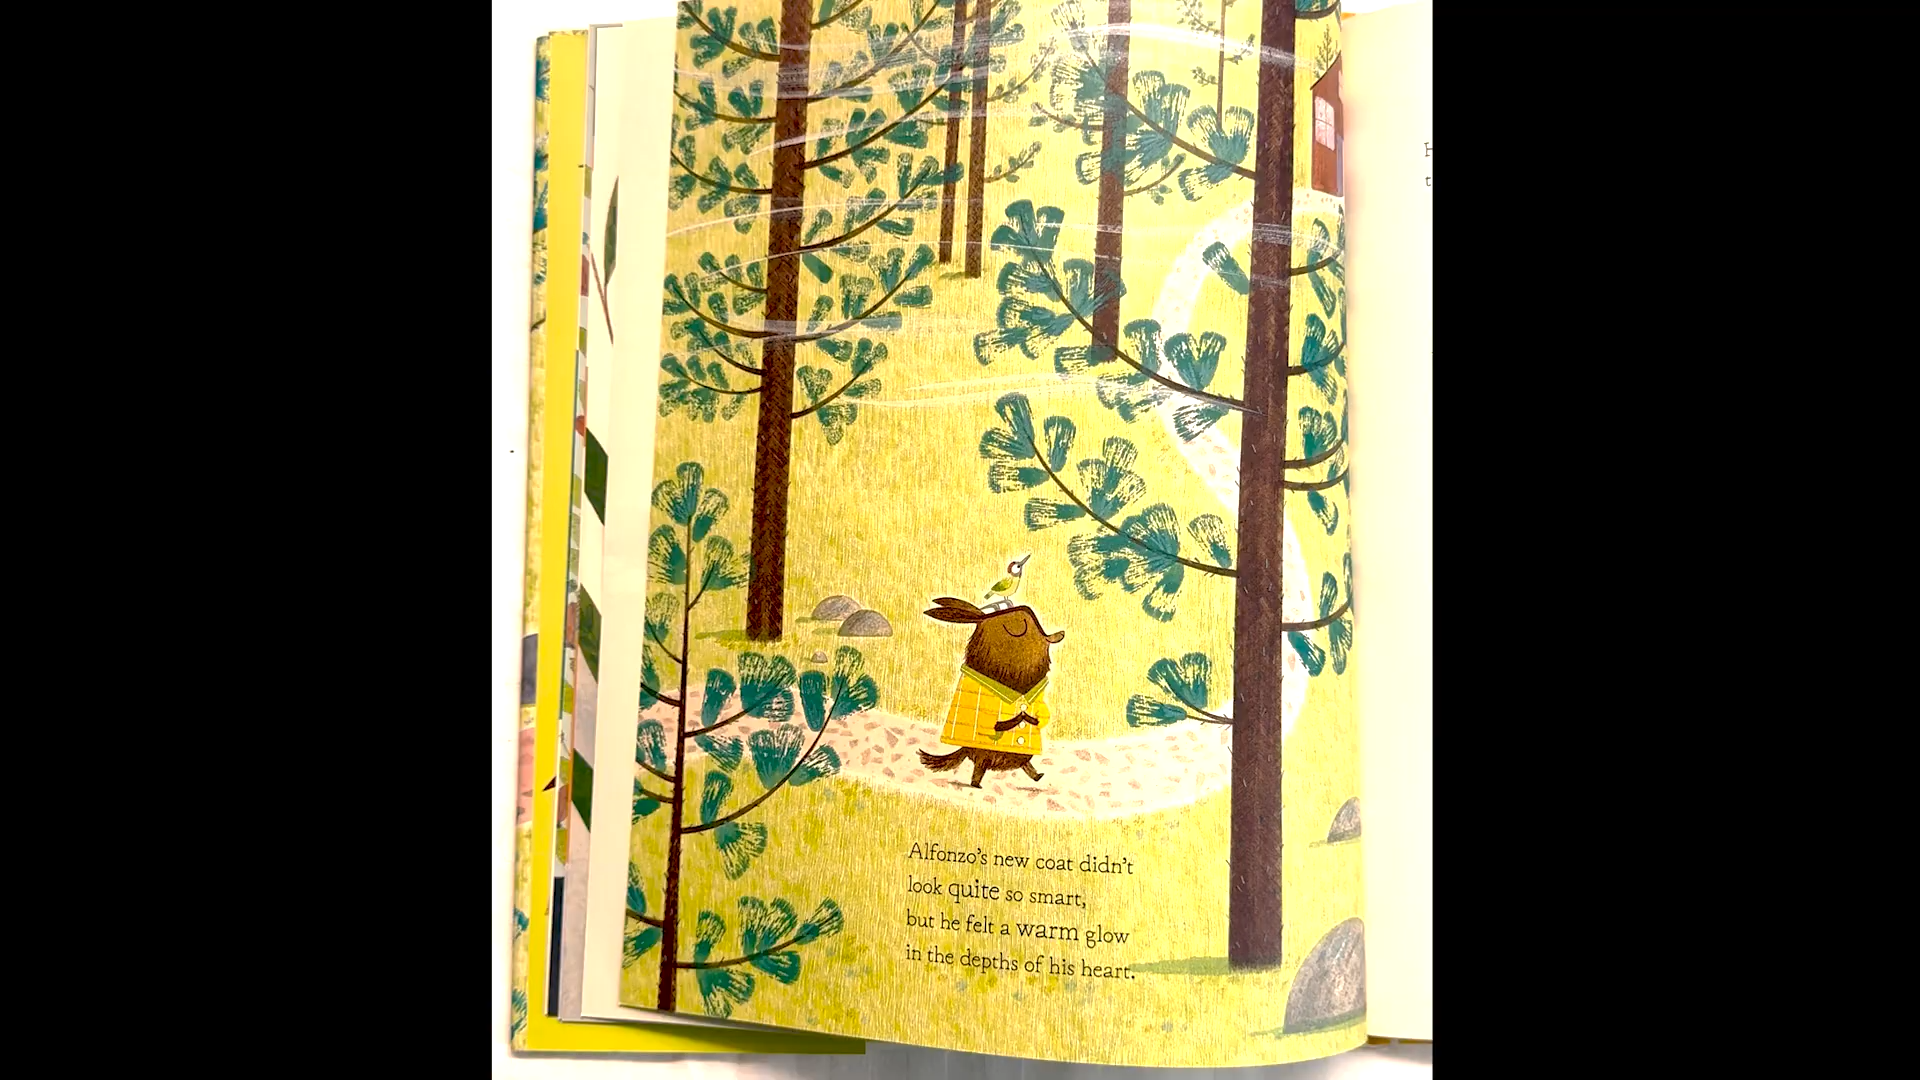 Alfonzo's new coat didn't
look quite so smart,
but he felt a warm glow
in the depths of his heart.